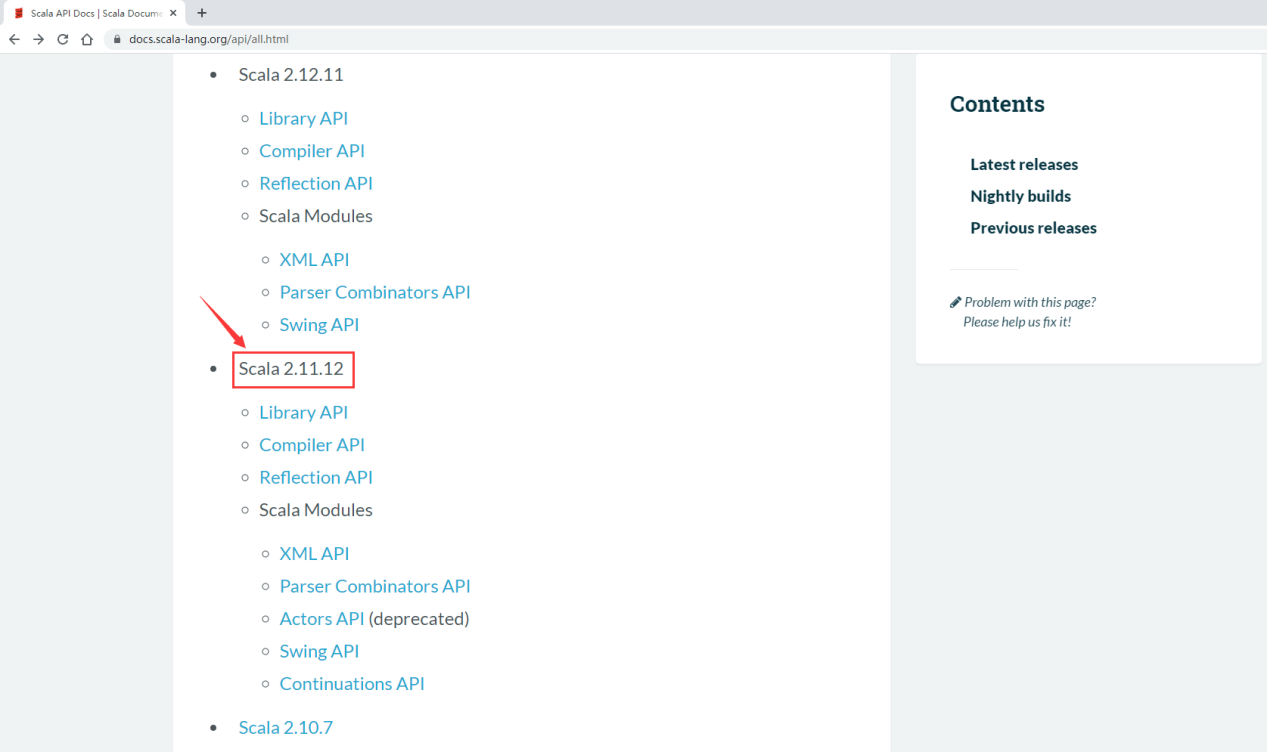 Scala API Docs | Scala Docume
docs.scala-lang.org/api/all.html
Scala 2.12.11
Library API
Compiler API
Reflection API
Scala Modules
XML API
Parser Combinators API
Swing API
Scala 2.11.12
Library API
Compiler API
Reflection API
Scala Modules
XML API
Parser Combinators API
Actors API (deprecated)
Swing API
Continuations API
Scala 2.10.7
Contents
Latest releases
Nightly builds
Previous releases
Problem with this page?
Please help us fix it!